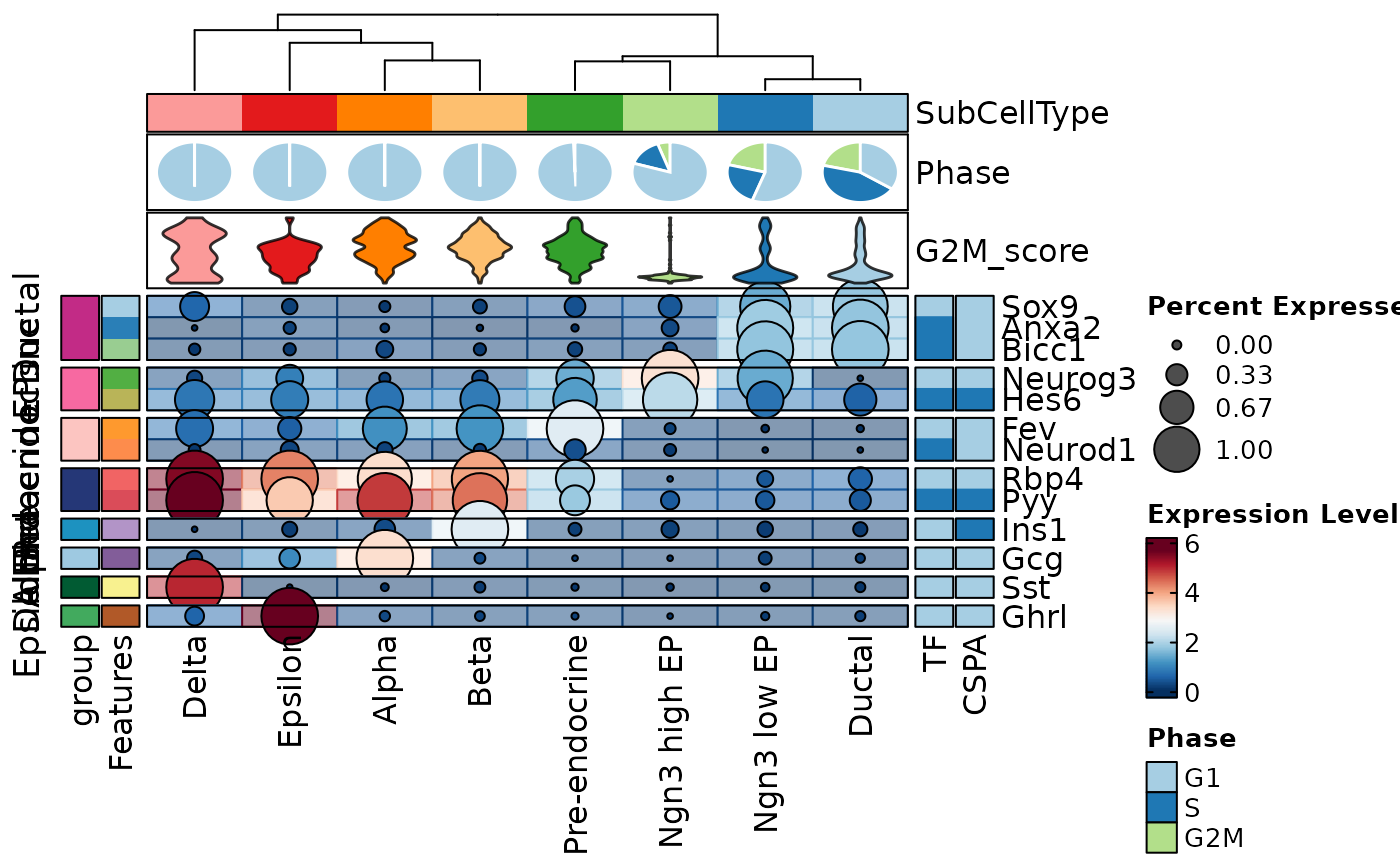 SubCellType
Phase
G2M_score
Sox9
Anxa2
Bicc1
Neurog3
Hes6
Fev
Neurod1
Rbp4
Pyy
Ins1
Gcg
Sst
Ghrl
group
Features
Delta
Epsilon
Alpha
Beta
Pre-endocrine
Ngn3 high EP
Ngn3 low EP
Ductal
TF
CSPA
Percent Expresse
0.00
0.33
0.67
1.00
Expression Level
6
4
2
0
Phase
G1
S
G2M